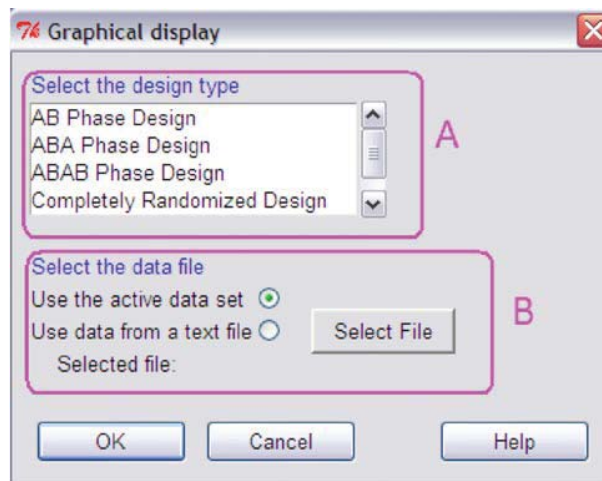 Graphical display
Select the design type
AB Phase Design
ABA Phase Design
ABAB Phase Design
Completely Randomized Design
A
Select the data file
Use the active data set
Use data from a text file
Select File
Selected file:
B
OK Cancel Help